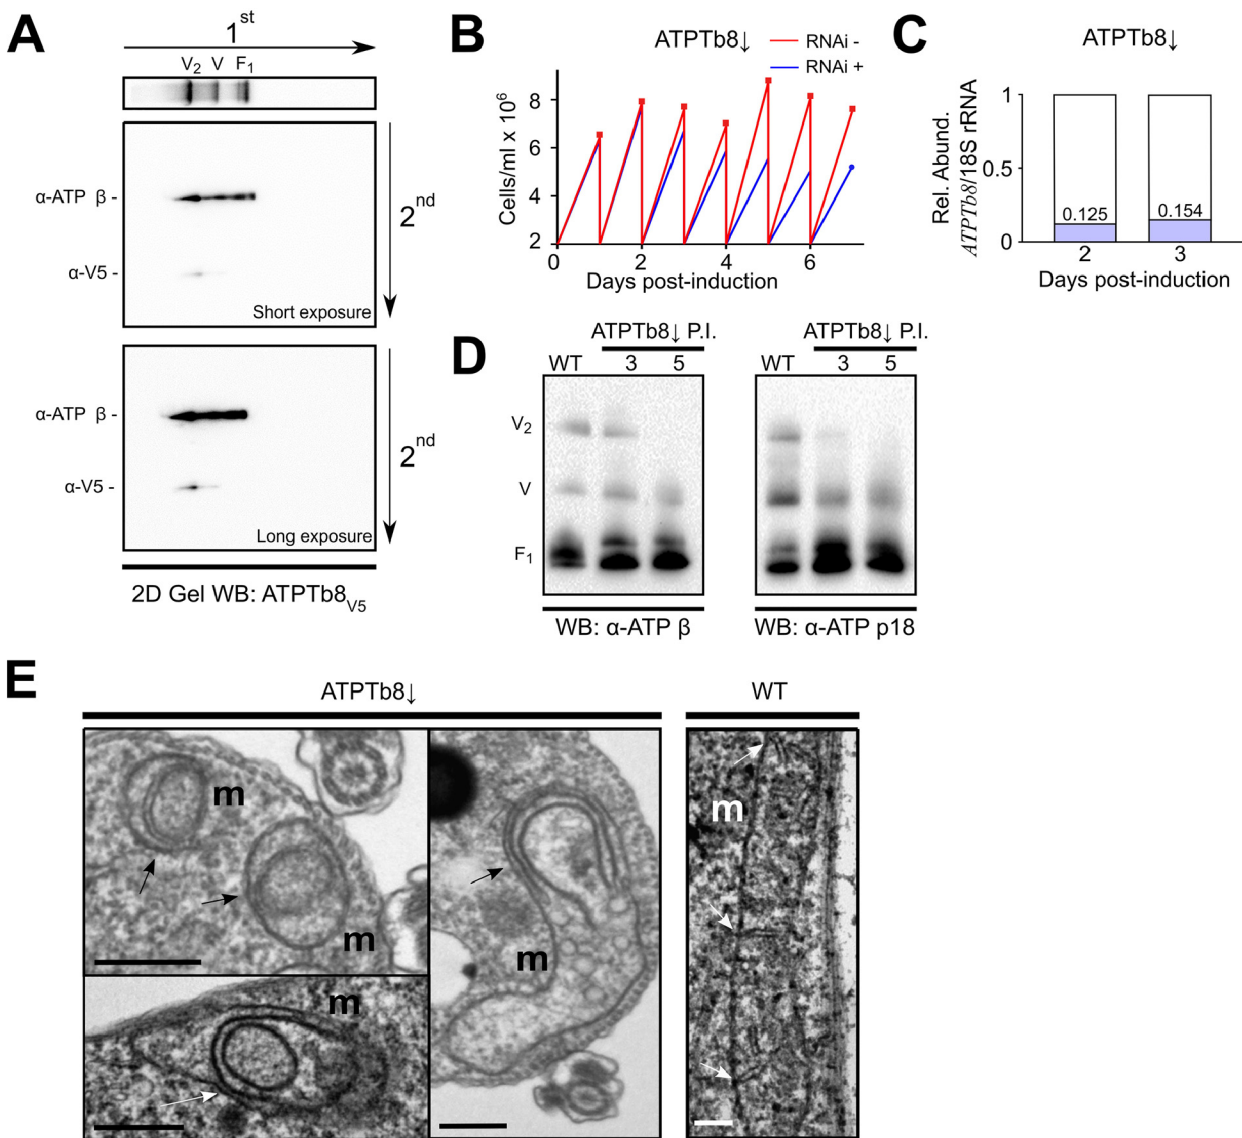 A
1st
V2 V F1
α-ATP β -
α-V5 -
2nd
Short exposure
α-ATP β -
α-V5 -
2nd
Long exposure
2D Gel WB: ATPTb8V5
B
ATPTb8↓
RNAi -
RNAi +
Cells/ml x 10^6
8
6
4
2
0 2 4 6
Days post-induction
C
ATPTb8↓
Rel. Abund.
ATPTb8/18S rRNA
1
0.5
0
0.125
0.154
2 3
Days post-induction
D
ATPTb8↓ P.I.
WT 3 5
V2
V
F1
WB: α-ATP β
ATPTb8↓ P.I.
WT 3 5
WB: α-ATP p18
E
ATPTb8↓
WT
m
m
m
m
m